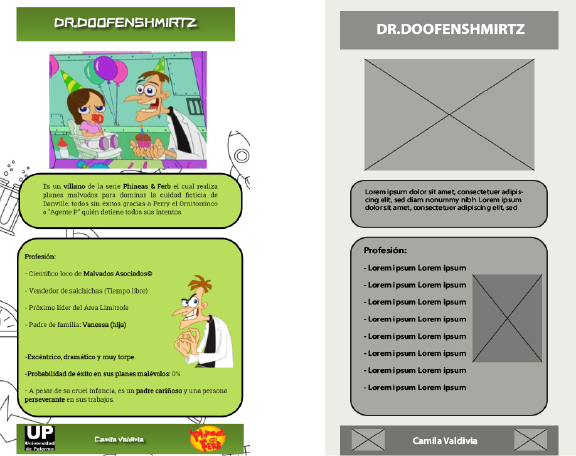 DR.DOOFENSHMIRTZ
Es un villano de la serie Phineas & Ferb el cual realiza
planes malvados para dominar la cuidad ficticia de
Danville, todos sin éxitos gracias a Perry el Ornitorrinco
o "Agente P" quién detiene todos sus intentos.
Profesión:
- Científico loco de Malvados Asociados©
- Vendedor de salchichas (Tiempo libre)
- Próximo líder del Área Limítrofe
- Padre de familia: Vanessa (hija)
-Excéntrico, dramático y muy torpe.
-Probabilidad de éxito en sus planes malévolos: 0%
- A pesar de su cruel infancia, es un padre cariñoso y una persona
perseverante en sus trabajos.
UP
Universidad
de Palermo
Camila Valdivia
Phineas
and
Ferb
DR.DOOFENSHMIRTZ
Lorem ipsum dolor sit amet, consectetuer adipis-
cing elit, sed diam nonummy nibh Lorem ipsum
dolor sit amet, consectetuer adipiscing elit, sed
Profesión:
- Lorem ipsum Lorem ipsum
- Lorem ipsum Lorem ipsum
- Lorem ipsum Lorem ipsum
- Lorem ipsum Lorem ipsum
- Lorem ipsum Lorem ipsum
- Lorem ipsum Lorem ipsum
- Lorem ipsum Lorem ipsum
- Lorem ipsum Lorem ipsum
Camila Valdivia